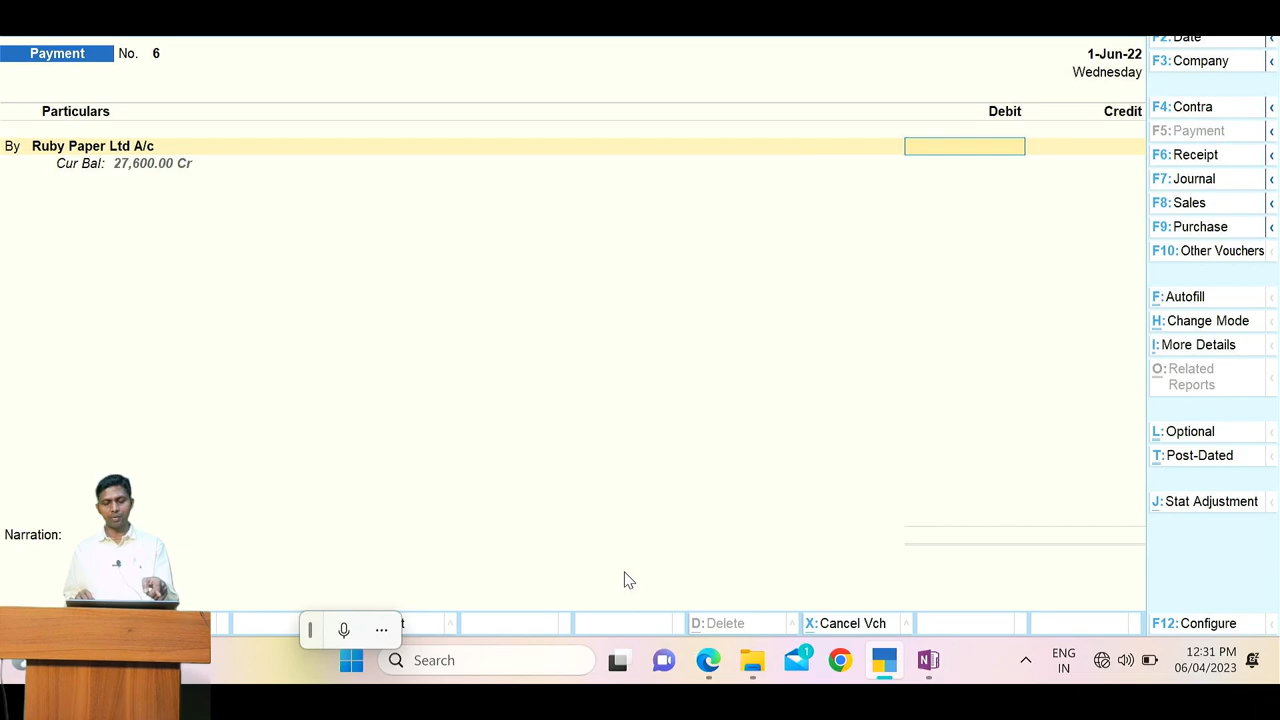 Payment No. 6
1-Jun-22
Wednesday
Particulars Debit Credit
By Ruby Paper Ltd A/c
Cur Bal: 27,600.00 Cr
Narration:
F2: Date
F3: Company
F4: Contra
F5: Payment
F6: Receipt
F7: Journal
F8: Sales
F9: Purchase
F10: Other Vouchers
F: Autofill
H: Change Mode
I: More Details
O: Related
Reports
L: Optional
T: Post-Dated
J: Stat Adjustment
D: Delete X: Cancel Vch F12: Configure
Search
1
ENG
IN
12:31 PM
06/04/2023